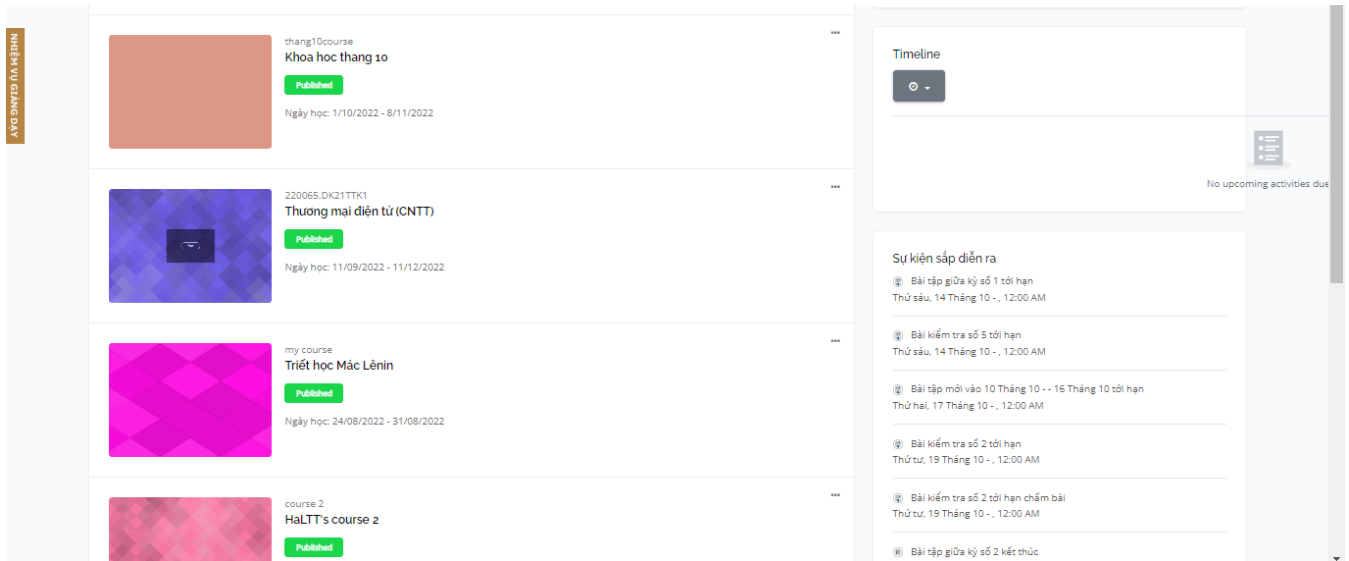 NHIỆM VỤ GIẢNG DẠY
thang10course
Khoa hoc thang 10
Published
Ngày học: 1/10/2022 - 8/11/2022
220065.DK21TTK1
Thương mại điện tử (CNTT)
Published
Ngày học: 11/09/2022 - 11/12/2022
my course
Triết học Mác Lênin
Published
Ngày học: 24/08/2022 - 31/08/2022
course 2
HaLTT's course 2
Published
Timeline
No upcoming activities due
Sự kiện sắp diễn ra
Bài tập giữa kỳ số 1 tới hạn
Thứ sáu, 14 Tháng 10 - , 12:00 AM
Bài kiểm tra số 5 tới hạn
Thứ sáu, 14 Tháng 10 - , 12:00 AM
Bài tập mới vào 10 Tháng 10 - - 16 Tháng 10 tới hạn
Thứ hai, 17 Tháng 10 - , 12:00 AM
Bài kiểm tra số 2 tới hạn
Thứ tư, 19 Tháng 10 - , 12:00 AM
Bài kiểm tra số 2 tới hạn chấm bài
Thứ tư, 19 Tháng 10 - , 12:00 AM
Bài tập giữa kỳ số 2 kết thúc